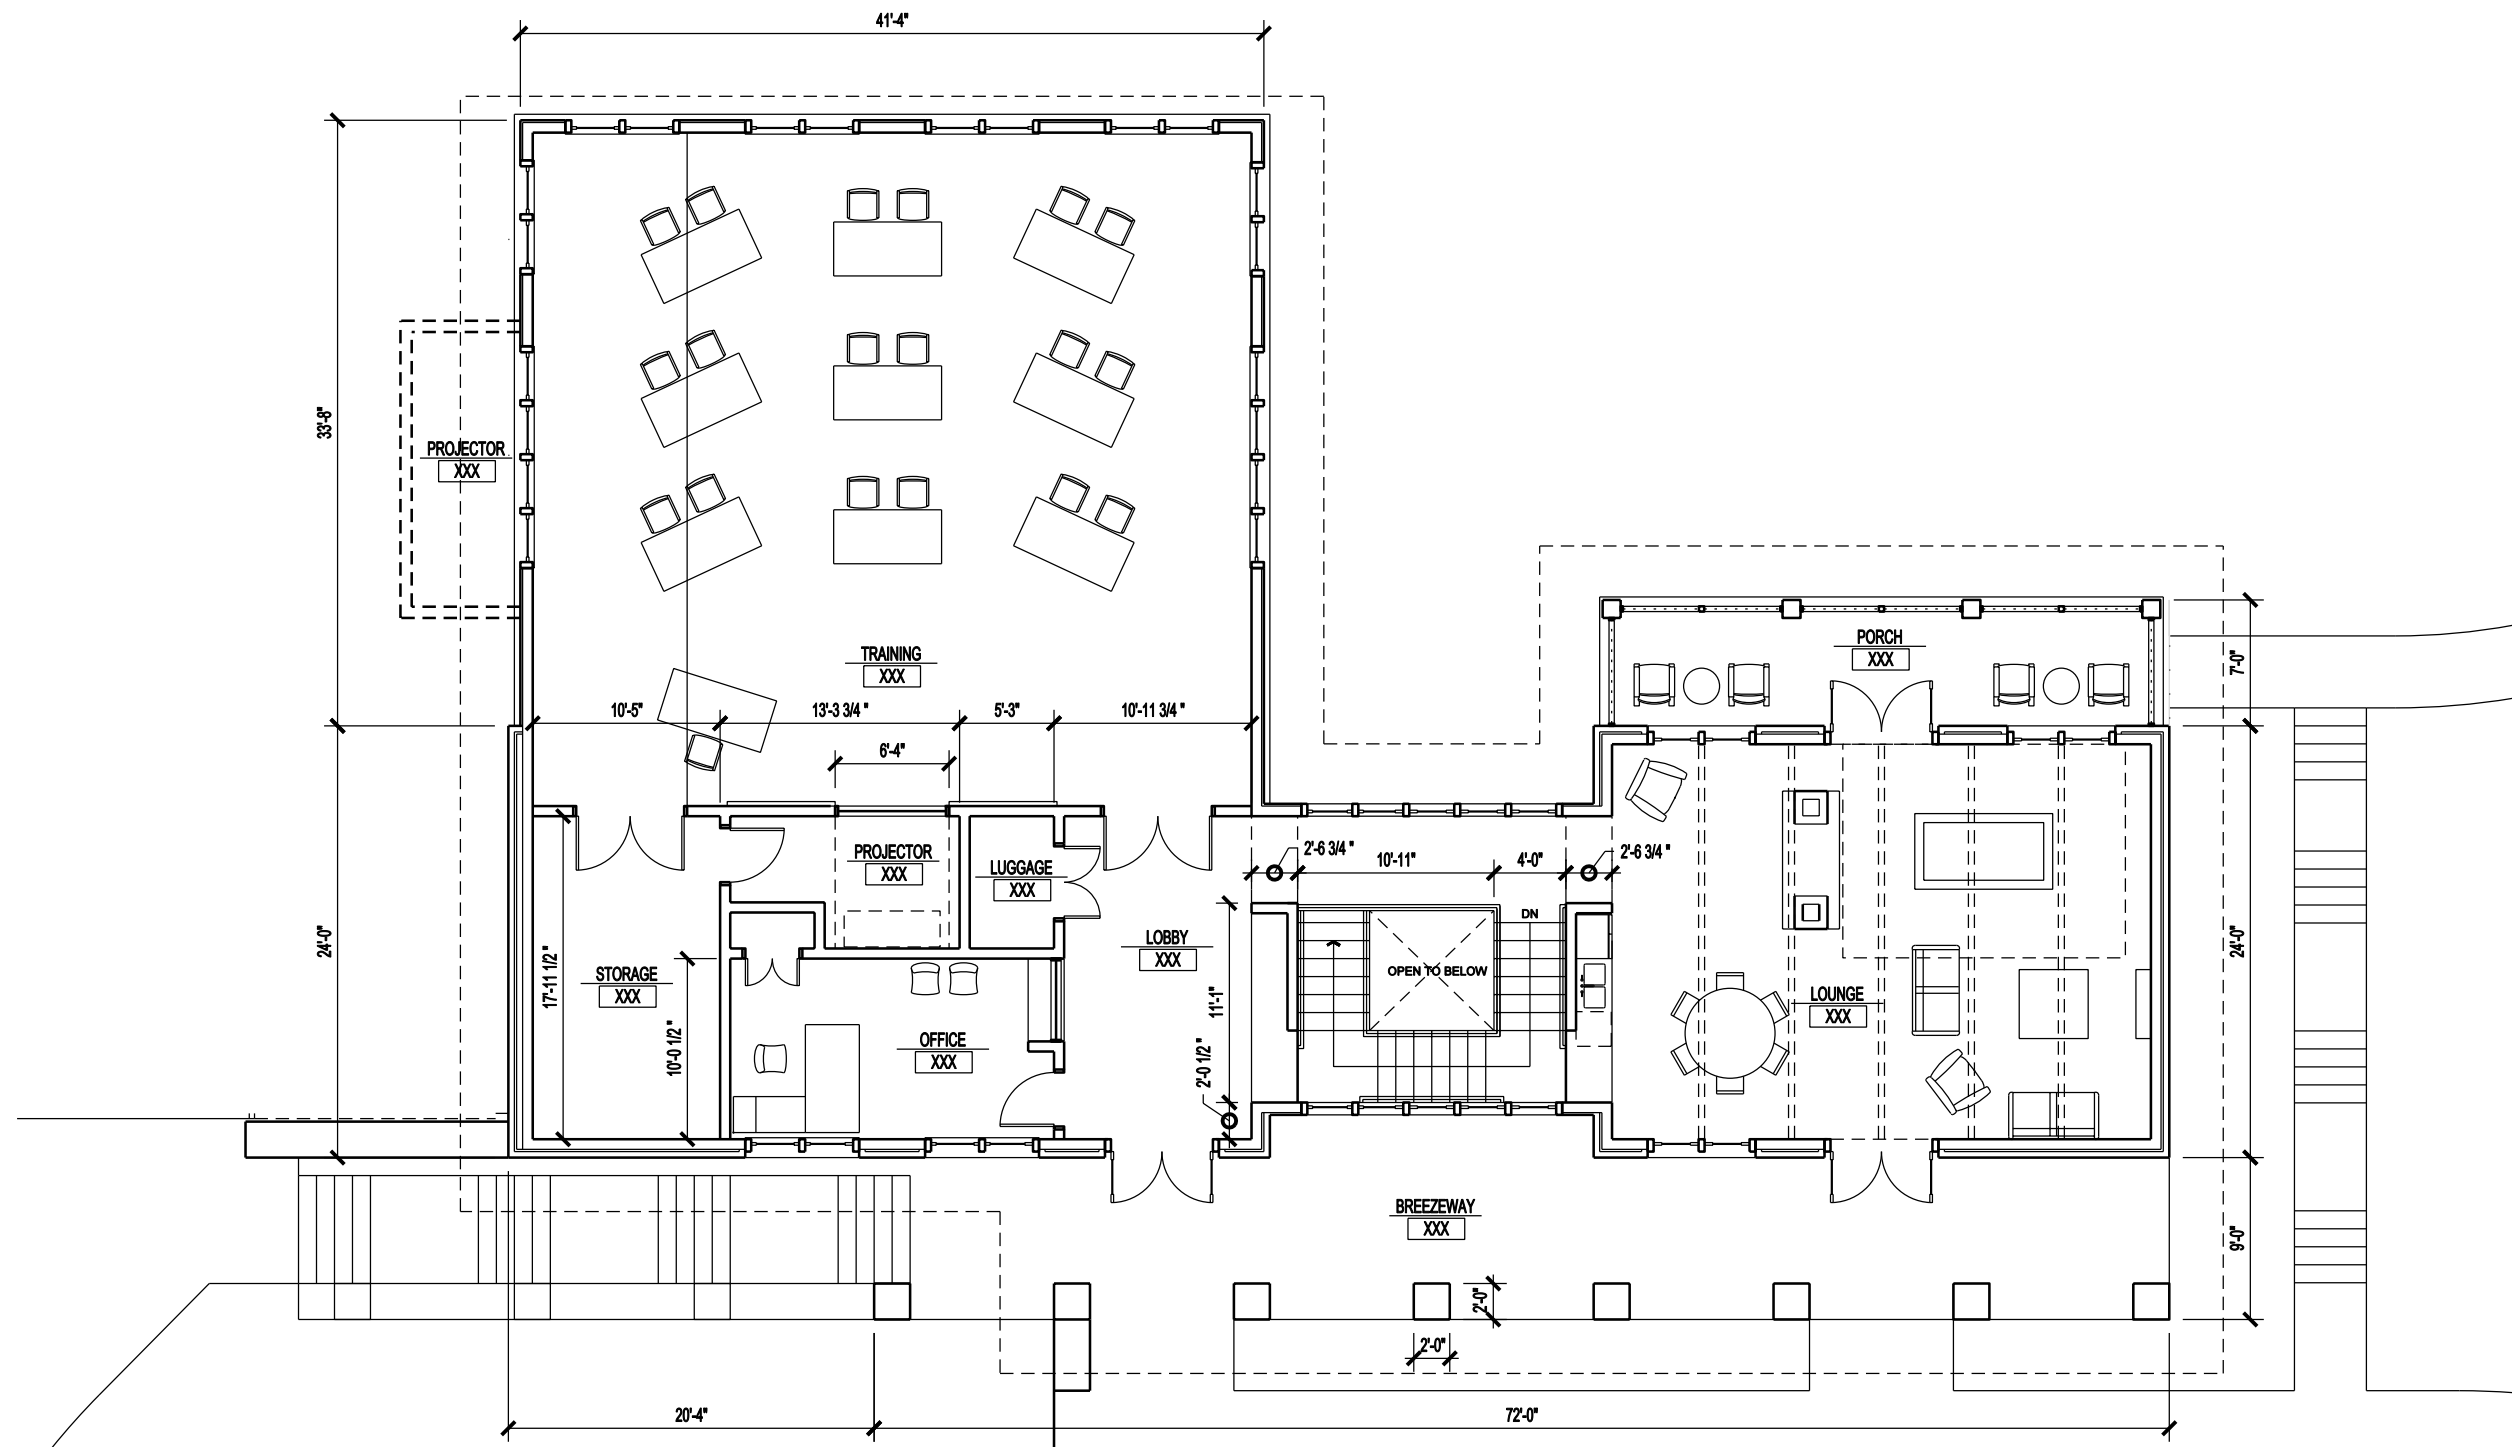 41'-4"
33'-8"
PROJECTOR
XXX
TRAINING
XXX
PORCH
XXX
7'-0"
10'-5"
13'-3 3/4 "
5'-3"
10'-11 3/4 "
6'-4"
PROJECTOR
XXX
LUGGAGE
XXX
2'-6 3/4 "
10'-11"
4'-0"
2'-6 3/4 "
DN
LOBBY
XXX
24'-0"
17'-11 1/2 "
STORAGE
XXX
OPEN TO BELOW
LOUNGE
XXX
24'-0"
11'-1"
10'-0 1/2 "
OFFICE
XXX
2'-0 1/2 "
BREEZEWAY
XXX
9'-0"
2'-0"
2'-0"
20'-4"
72'-0"